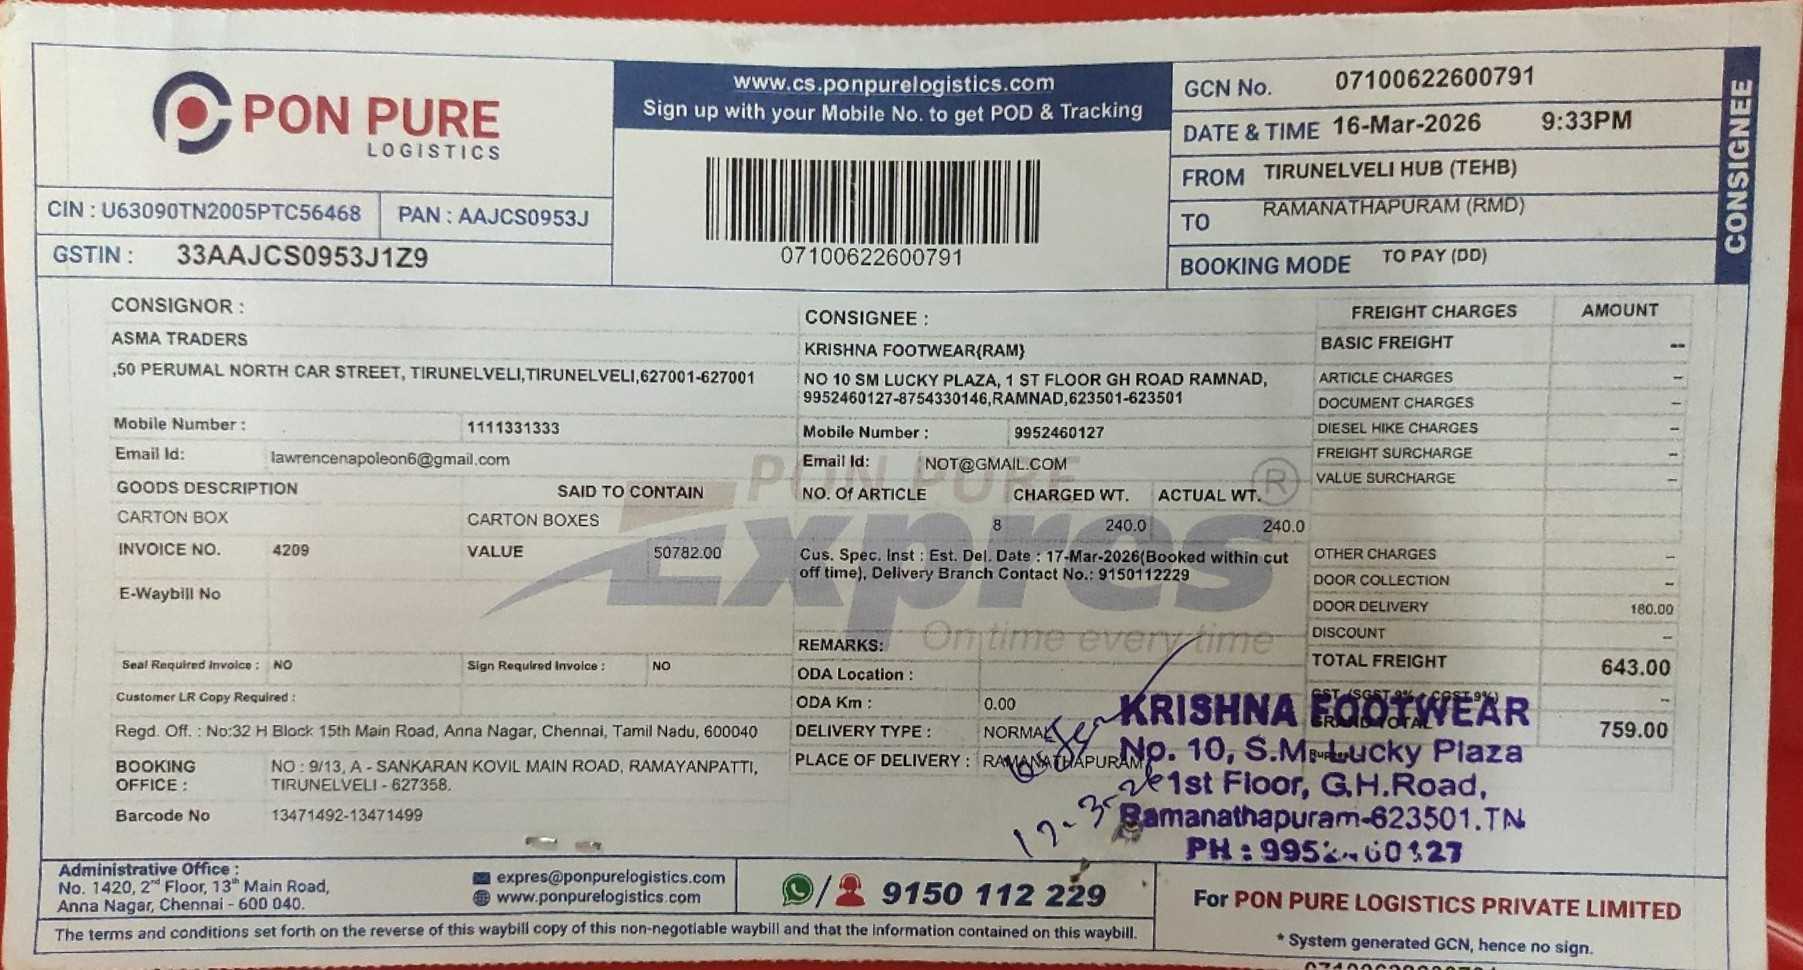 PON PURE
LOGISTICS
CIN : U63090TN2005PTC56468
PAN : AAJCS0953J
GSTIN : 33AAJCS0953J1Z9
www.cs.ponpurelogistics.com
Sign up with your Mobile No. to get POD & Tracking
07100622600791
GCN No. 07100622600791
DATE & TIME 16-Mar-2026 9:33PM
FROM TIRUNELVELI HUB (TEHB)
TO RAMANATHAPURAM (RMD)
BOOKING MODE TO PAY (DD)
CONSIGNEE
CONSIGNOR :
ASMA TRADERS
,50 PERUMAL NORTH CAR STREET, TIRUNELVELI,TIRUNELVELI,627001-627001
Mobile Number : 1111331333
Email Id: lawrencenapoleon6@gmail.com
GOODS DESCRIPTION SAID TO CONTAIN
CARTON BOX CARTON BOXES
INVOICE NO. 4209 VALUE 50782.00
E-Waybill No
Seal Required Invoice : NO Sign Required Invoice : NO
Customer LR Copy Required :
Regd. Off. : No:32 H Block 15th Main Road, Anna Nagar, Chennai, Tamil Nadu, 600040
BOOKING OFFICE : NO : 9/13, A - SANKARAN KOVIL MAIN ROAD, RAMAYANPATTI,
TIRUNELVELI - 627358.
Barcode No 13471492-13471499
CONSIGNEE :
KRISHNA FOOTWEAR{RAM}
NO 10 SM LUCKY PLAZA, 1 ST FLOOR GH ROAD RAMNAD,
9952460127-8754330146,RAMNAD,623501-623501
Mobile Number : 9952460127
Email Id: NOT@GMAIL.COM
NO. Of ARTICLE CHARGED WT. ACTUAL WT.
8 240.0 240.0
Cus. Spec. Inst : Est. Del. Date : 17-Mar-2026(Booked within cut
off time), Delivery Branch Contact No.: 9150112229
REMARKS:
ODA Location :
ODA Km : 0.00
DELIVERY TYPE : NORMAL
PLACE OF DELIVERY : RAMANATHAPURAM
PON PURE
Expres ®
On time every time
FREIGHT CHARGES AMOUNT
BASIC FREIGHT --
ARTICLE CHARGES --
DOCUMENT CHARGES --
DIESEL HIKE CHARGES --
FREIGHT SURCHARGE --
VALUE SURCHARGE --
OTHER CHARGES --
DOOR COLLECTION --
DOOR DELIVERY 180.00
DISCOUNT --
TOTAL FREIGHT 643.00
GST (SGST 9% + CGST 9%) --
GRAND TOTAL 759.00
KRISHNA FOOTWEAR
No. 10, S.M. Lucky Plaza
1st Floor, G.H.Road,
Ramanathapuram-623501.TN
PH : 9952460127
17-3-26
Administrative Office :
No. 1420, 2nd Floor, 13th Main Road,
Anna Nagar, Chennai - 600 040.
expres@ponpurelogistics.com
www.ponpurelogistics.com
9150 112 229
The terms and conditions set forth on the reverse of this waybill copy of this non-negotiable waybill and that the information contained on this waybill.
For PON PURE LOGISTICS PRIVATE LIMITED
* System generated GCN, hence no sign.